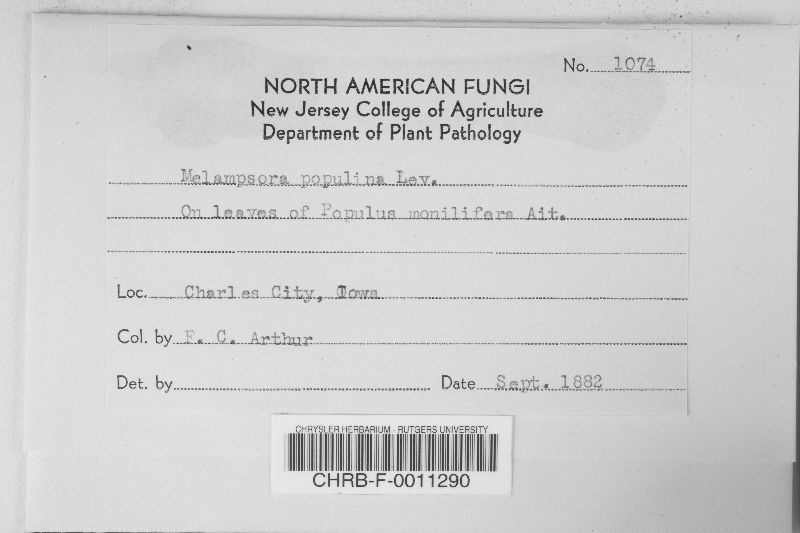 No. 1074
NORTH AMERICAN FUNGI
New Jersey College of Agriculture
Department of Plant Pathology
Melampsora populina Lev.
On leaves of Populus monilifera Ait.
Loc. Charles City, Iowa
Col. by F. C. Arthur
Det. by
Date Sept. 1882
CHRYSLER HERBARIUM - RUTGERS UNIVERSITY
CHRB-F-0011290